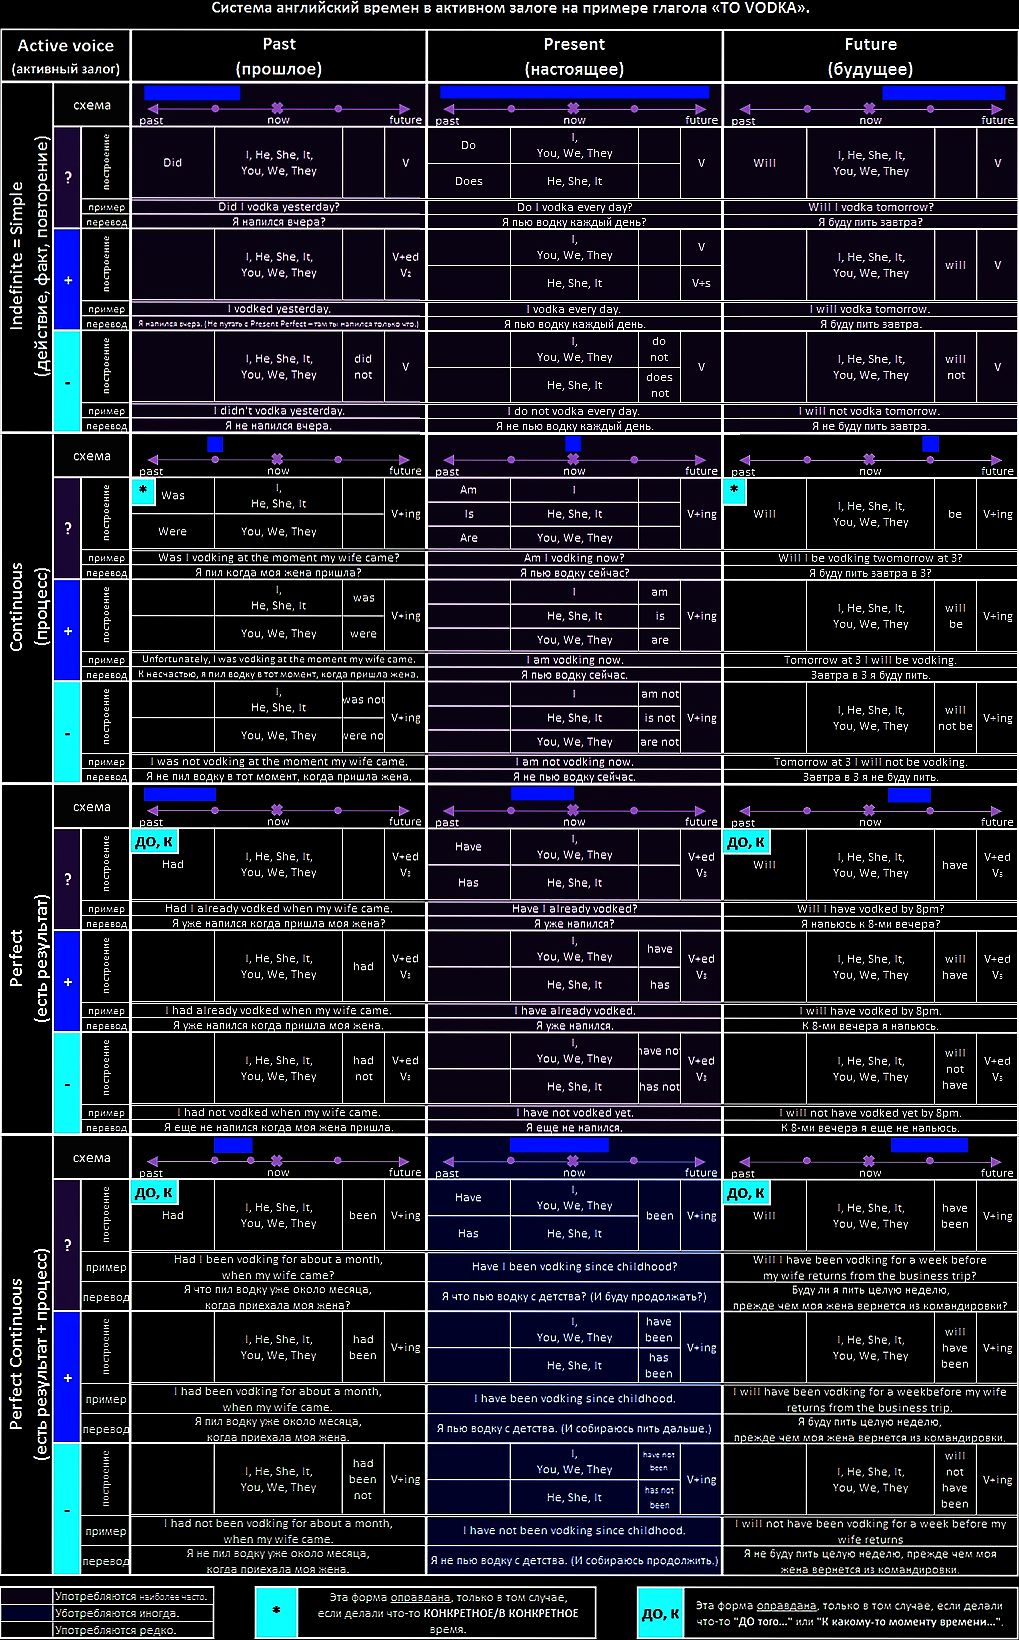 Система английский времен в активном залоге на примере глагола «TO VODKA».
Active voice
(активный залог)
Past
(прошлое)
Present
(настоящее)
Future
(будущее)
Indefinite = Simple
(действие, факт, повторение)
схема
past now future
past now future
past now future
?
построение
Did
I, He, She, It,
You, We, They
V
Do
I,
You, We, They
Does
He, She, It
V
Will
I, He, She, It,
You, We, They
V
пример
Did I vodka yesterday?
Do I vodka every day?
Will I vodka tomorrow?
перевод
Я напился вчера?
Я пью водку каждый день?
Я буду пить завтра?
+
построение
I, He, She, It,
You, We, They
V+ed
V₂
I,
You, We, They
V
He, She, It
V+s
I, He, She, It,
You, We, They
will
V
пример
I vodked yesterday.
I vodka every day.
I will vodka tomorrow.
перевод
Я напился вчера. (Не путать с Present Perfect – там ты напился только что.)
Я пью водку каждый день.
Я буду пить завтра.
-
построение
I, He, She, It,
You, We, They
did
not
V
I,
You, We, They
do
not
He, She, It
does
not
V
I, He, She, It,
You, We, They
will
not
V
пример
I didn't vodka yesterday.
I do not vodka every day.
I will not vodka tomorrow.
перевод
Я не напился вчера.
Я не пью водку каждый день.
Я не буду пить завтра.
Continuous
(процесс)
схема
past now future
past now future
past now future
?
построение
*
Was
I,
He, She, It
Were
You, We, They
V+ing
Am
I
Is
He, She, It
Are
You, We, They
V+ing
*
Will
I, He, She, It,
You, We, They
be
V+ing
пример
Was I vodking at the moment my wife came?
Am I vodking now?
Will I be vodking twomorrow at 3?
перевод
Я пил когда моя жена пришла?
Я пью водку сейчас?
Я буду пить завтра в 3?
+
построение
I,
He, She, It
was
You, We, They
were
V+ing
I
am
He, She, It
is
You, We, They
are
V+ing
I, He, She, It,
You, We, They
will
be
V+ing
пример
Unfortunately, I was vodking at the moment my wife came.
I am vodking now.
Tomorrow at 3 I will be vodking.
перевод
К несчастью, я пил водку в тот момент, когда пришла жена.
Я пью водку сейчас.
Завтра в 3 я буду пить.
-
построение
I,
He, She, It
was not
You, We, They
were no
V+ing
I
am not
He, She, It
is not
You, We, They
are not
V+ing
I, He, She, It,
You, We, They
will
not be
V+ing
пример
I was not vodking at the moment my wife came.
I am not vodking now.
Tomorrow at 3 I will not be vodking.
перевод
Я не пил водку в тот момент, когда пришла жена.
Я не пью водку сейчас.
Завтра в 3 я не буду пить.
Perfect
(есть результат)
схема
past now future
past now future
past now future
?
построение
ДО, К
Had
I, He, She, It,
You, We, They
V+ed
V₃
Have
I,
You, We, They
Has
He, She, It
V+ed
V₃
ДО, К
Will
I, He, She, It,
You, We, They
have
V+ed
V₃
пример
Had I already vodked when my wife came.
Have I already vodked?
Will I have vodked by 8pm?
перевод
Я уже напился когда пришла моя жена?
Я уже напился?
Я напьюсь к 8-ми вечера?
+
построение
I, He, She, It,
You, We, They
had
V+ed
V₃
I,
You, We, They
have
He, She, It
has
V+ed
V₃
I, He, She, It,
You, We, They
will
have
V+ed
V₃
пример
I had already vodked when my wife came.
I have already vodked.
I will have vodked by 8pm.
перевод
Я уже напился когда пришла моя жена.
Я уже напился.
К 8-ми вечера я напьюсь.
-
построение
I, He, She, It,
You, We, They
had
not
V+ed
V₃
I,
You, We, They
have no
He, She, It
has not
V+ed
V₃
I, He, She, It,
You, We, They
will
not
have
V+ed
V₃
пример
I had not vodked when my wife came.
I have not vodked yet.
I will not have vodked yet by 8pm.
перевод
Я еще не напился когда моя жена пришла.
Я еще не напился.
К 8-ми вечера я еще не напьюсь.
Perfect Continuous
(есть результат + процесс)
схема
past now future
past now future
past now future
?
построение
ДО, К
Had
I, He, She, It,
You, We, They
been
V+ing
Have
I,
You, We, They
Has
He, She, It
been
V+ing
ДО, К
Will
I, He, She, It,
You, We, They
have
been
V+ing
пример
Had I been vodking for about a month,
when my wife came?
Have I been vodking since childhood?
Will I have been vodking for a week before
my wife returns from the business trip?
перевод
Я что пил водку уже около месяца,
когда приехала моя жена?
Я что пью водку с детства? (И буду продолжать?)
Буду ли я пить целую неделю,
прежде чем моя жена вернется из командировки?
+
построение
I, He, She, It,
You, We, They
had
been
V+ing
I,
You, We, They
have
been
He, She, It
has
been
V+ing
I, He, She, It,
You, We, They
will
have
been
V+ing
пример
I had been vodking for about a month,
when my wife came.
I have been vodking since childhood.
I will have been vodking for a weekbefore my wife
returns from the business trip.
перевод
Я пил водку уже около месяца,
когда приехала моя жена.
Я пью водку с детства. (И собираюсь пить дальше.)
Я буду пить целую неделю,
прежде чем моя жена вернется из командировки.
-
построение
I, He, She, It,
You, We, They
had
been
not
V+ing
I,
You, We, They
have not
been
He, She, It
has not
been
V+ing
I, He, She, It,
You, We, They
will
not
have
been
V+ing
пример
I had not been vodking for about a month,
when my wife came.
I have not been vodking since childhood.
I will not have been vodking for a week before my
wife returns
перевод
Я не пил водку уже около месяца,
когда приехала моя жена.
Я не пью водку с детства. (И собираюсь продолжить.)
Я не буду пить целую неделю, прежде чем моя
жена вернется из командировки.
Употребляются наиболее часто.
Убotребляются иногда.
Употребляются редко.
*
Эта форма оправдана, только в том случае,
если делали что-то КОНКРЕТНОЕ/В КОНКРЕТНОЕ
время.
ДО, К
Эта форма оправдана, только в том случае, если делали
что-то "ДО того..." или "К какому-то моменту времени...".